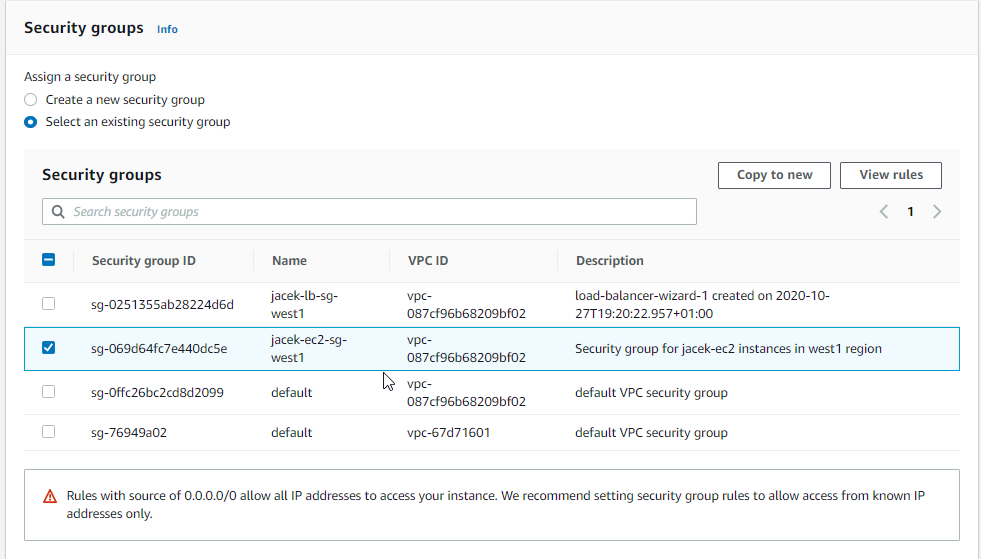 Security groups Info
Assign a security group
Create a new security group
Select an existing security group
Security groups
Copy to new
View rules
Search security groups
1
Security group ID Name VPC ID Description
sg-0251355ab28224d6d jacek-lb-sg-west1 vpc-087cf96b68209bf02 load-balancer-wizard-1 created on 2020-10-27T19:20:22.957+01:00
sg-069d64fc7e440dc5e jacek-ec2-sg-west1 vpc-087cf96b68209bf02 Security group for jacek-ec2 instances in west1 region
sg-0ffc26bc2cd8d2099 default vpc-087cf96b68209bf02 default VPC security group
sg-76949a02 default vpc-67d71601 default VPC security group
Rules with source of 0.0.0.0/0 allow all IP addresses to access your instance. We recommend setting security group rules to allow access from known IP
addresses only.